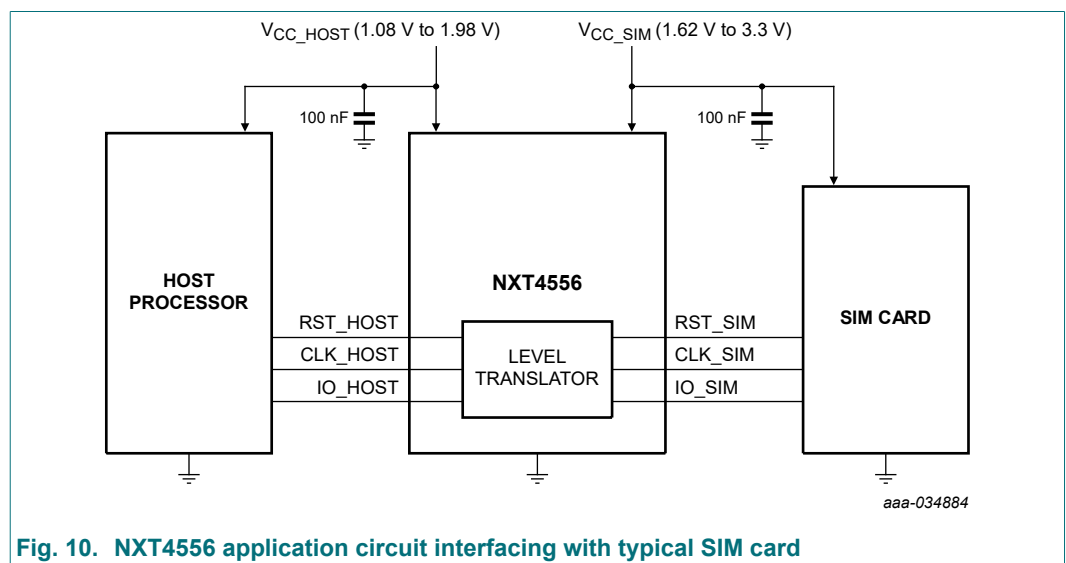 VCC_HOST (1.08 V to 1.98 V)
VCC_SIM (1.62 V to 3.3 V)
100 nF
100 nF
HOST
PROCESSOR
NXT4556
SIM CARD
RST_HOST
CLK_HOST
IO_HOST
LEVEL
TRANSLATOR
RST_SIM
CLK_SIM
IO_SIM
aaa-034884
Fig. 10. NXT4556 application circuit interfacing with typical SIM card